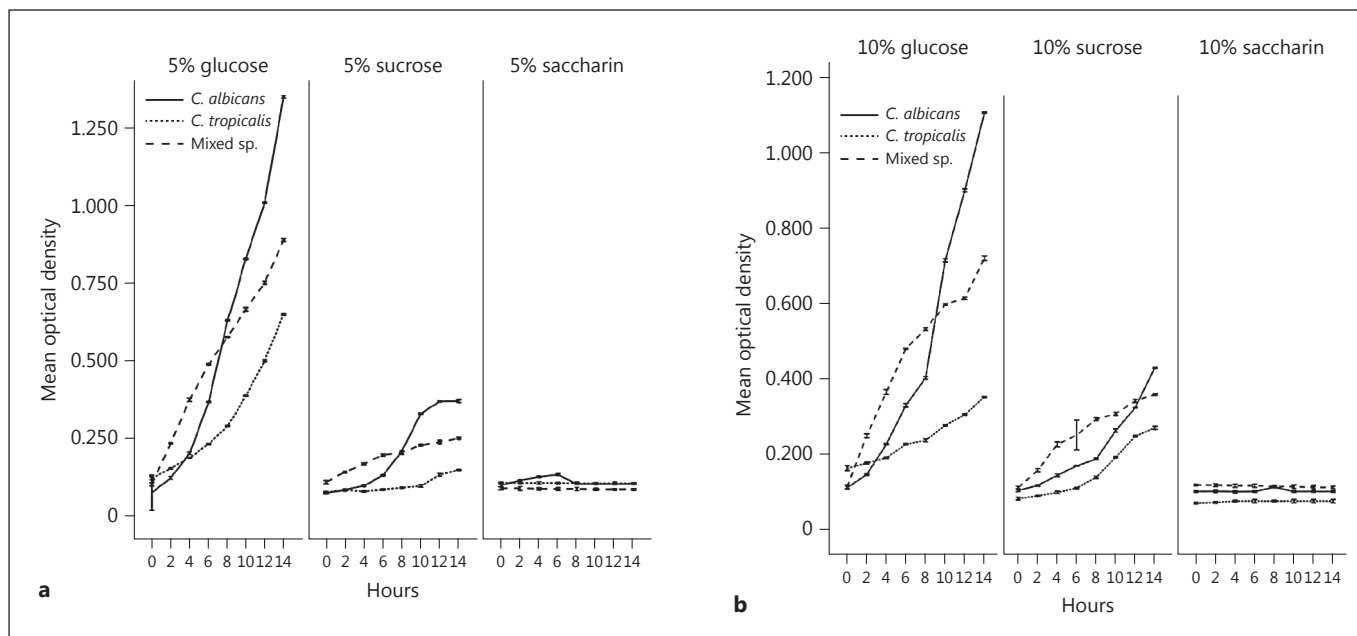 5% glucose 5% sucrose 5% saccharin
C. albicans
C. tropicalis
Mixed sp.
1.250
1.000
0.750
0.500
0.250
0
Mean optical density
0 2 4 6 8 10 12 14 0 2 4 6 8 10 12 14 0 2 4 6 8 10 12 14
Hours
a
10% glucose 10% sucrose 10% saccharin
1.200
C. albicans
C. tropicalis
Mixed sp.
1.000
0.800
0.600
0.400
0.200
0
Mean optical density
0 2 4 6 8 10 12 14 0 2 4 6 8 10 12 14 0 2 4 6 8 10 12 14
Hours
b